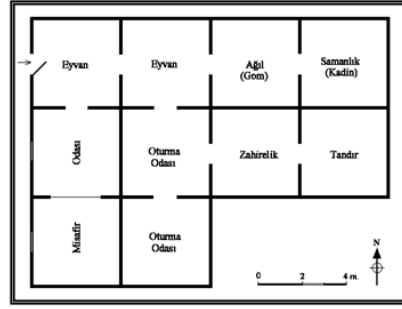 Eyvan
Eyvan
Ağıl
(Gom)
Samanlık
(Kadin)
Odası
Oturma
Odası
Zahirelik
Tandır
Misafir
Oturma
Odası
N
0 2 4 m.